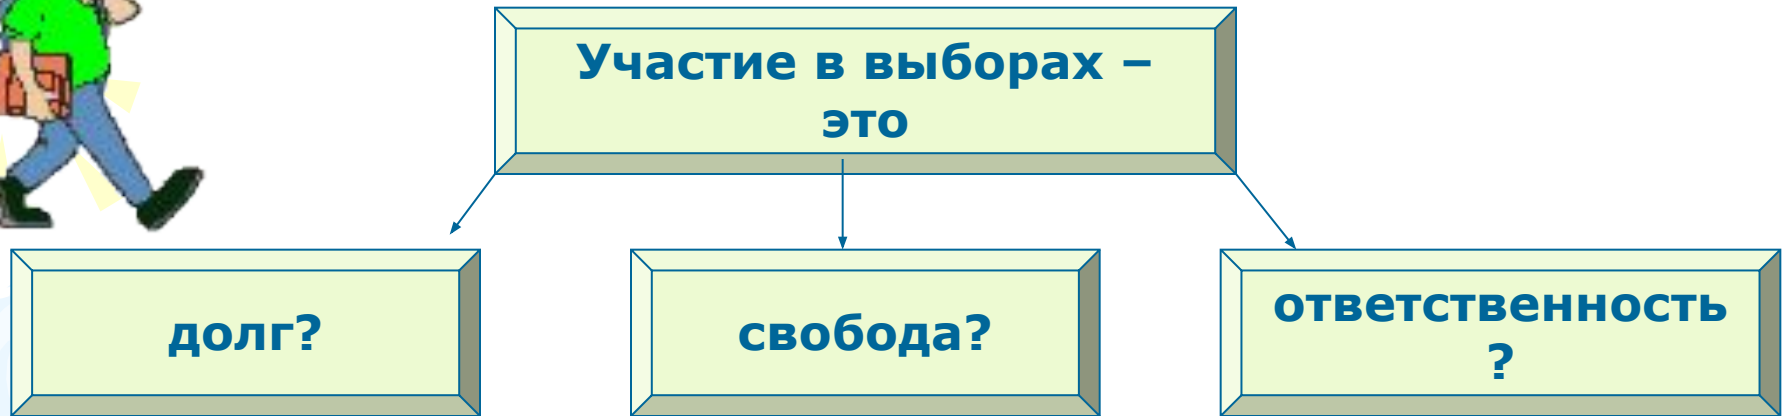 Участие в выборах –
это
долг?
свобода?
ответственность
?